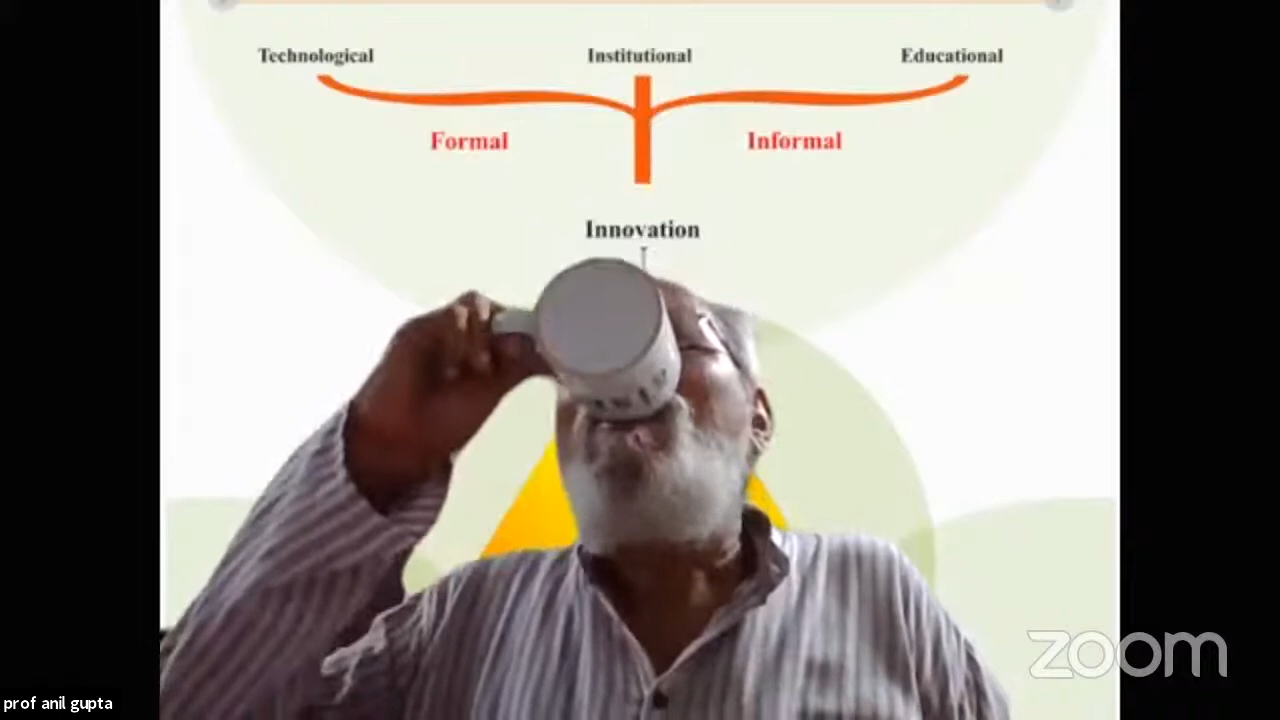 Technological Institutional Educational
Formal Informal
Innovation
zoom
prof anil gupta